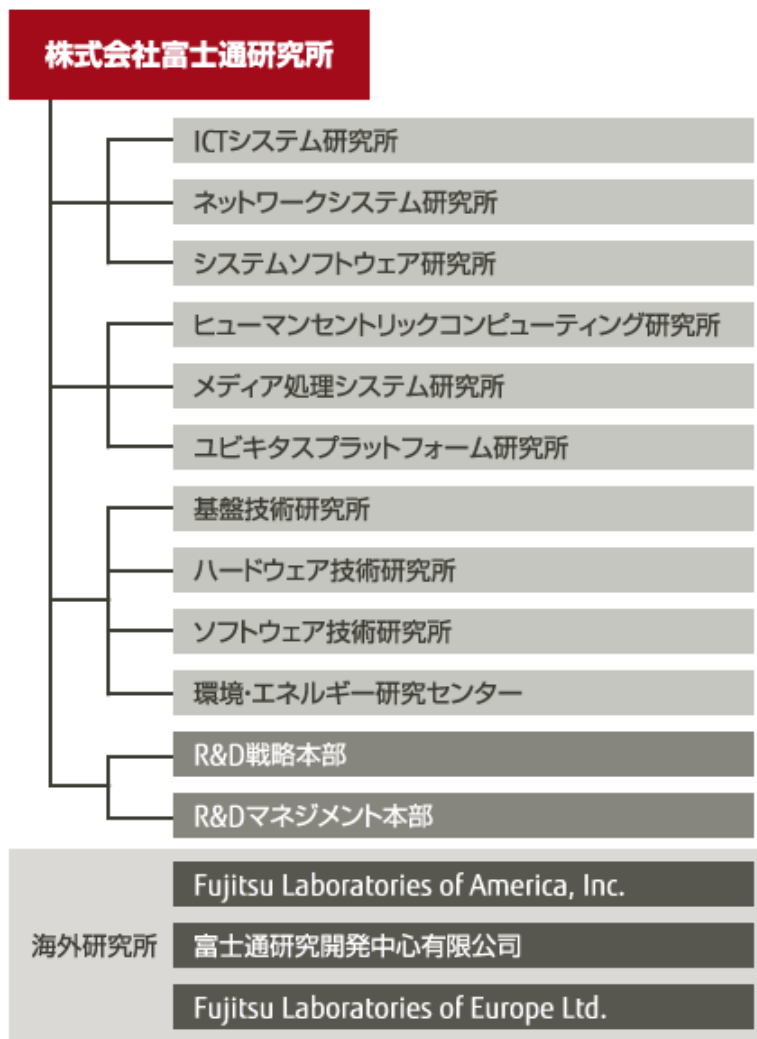 株式会社富士通研究所
ICTシステム研究所
ネットワークシステム研究所
システムソフトウェア研究所
ヒューマンセントリックコンピューティング研究所
メディア処理システム研究所
ユビキタスプラットフォーム研究所
基盤技術研究所
ハードウェア技術研究所
ソフトウェア技術研究所
環境・エネルギー研究センター
R&D戦略本部
R&Dマネジメント本部
海外研究所
Fujitsu Laboratories of America, Inc.
富士通研究開発中心有限公司
Fujitsu Laboratories of Europe Ltd.